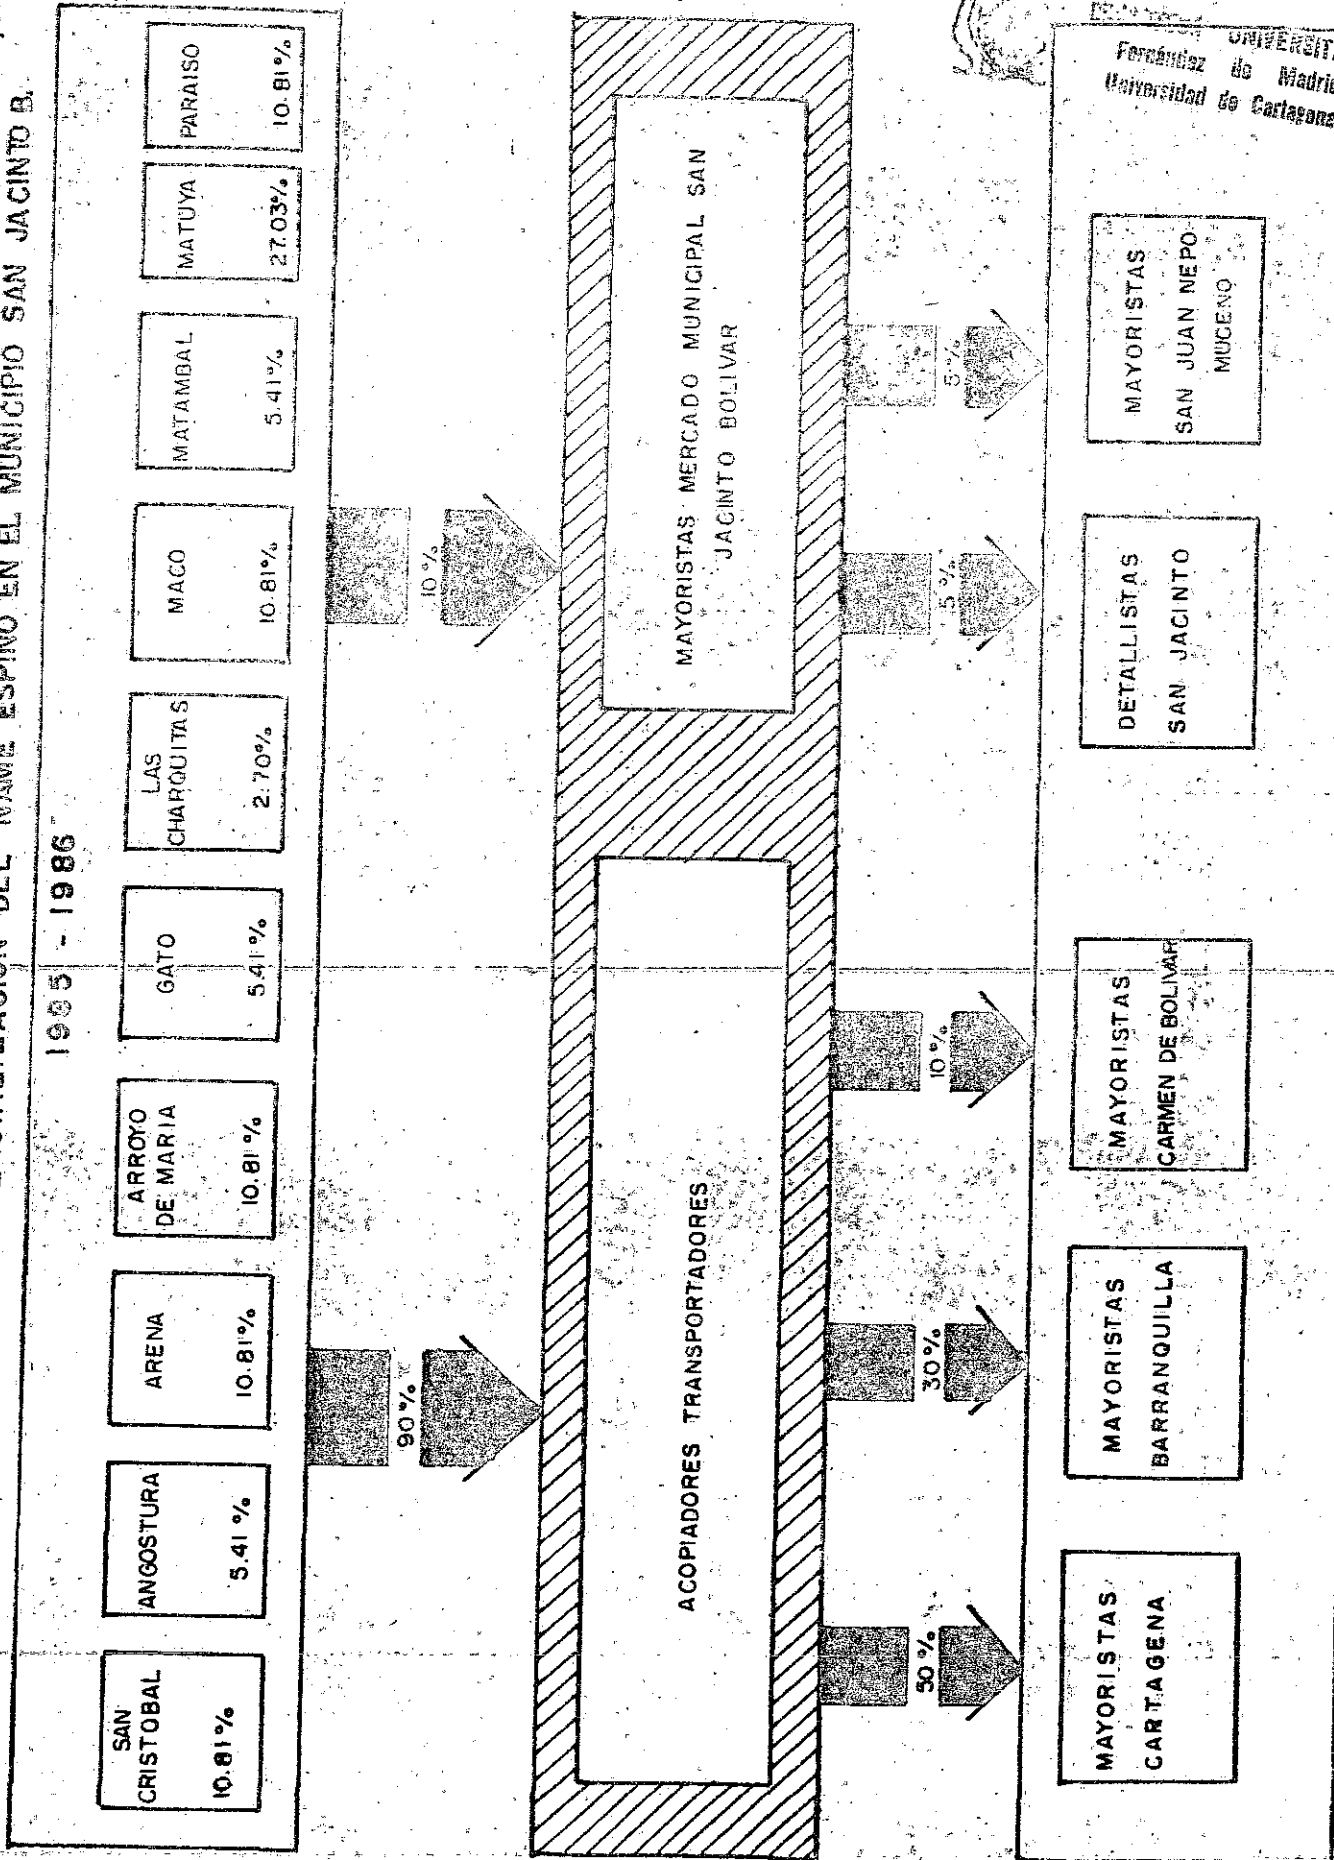 DEL ÑAME ESPINO EN EL MUNICIPIO SAN JACINTO B.
1985 - 1986
SAN
CRISTOBAL
10.81%
ANGOSTURA
5.41 %
ARENA
10.81%
ARROYO
DE MARIA
10.81 %
GATO
5.41 %
LAS
CHARQUITAS
2.70%
MACO
10.81%
MATAMBAL
5.41%
MATUYA
27.03%
PARAISO
10.81%
90%
10%
ACOPIADORES TRANSPORTADORES
MAYORISTAS MERCADO MUNICIPAL SAN
JACINTO BOLIVAR
50%
30%
10%
5%
5%
MAYORISTAS
CARTAGENA
MAYORISTAS
BARRANQUILLA
MAYORISTAS
CARMEN DE BOLIVAR
DETALLISTAS
SAN JACINTO
MAYORISTAS
SAN JUAN NEPO
MUCENO
UNIVERSIT
Fernández de Madrid
Universidad de Cartagena